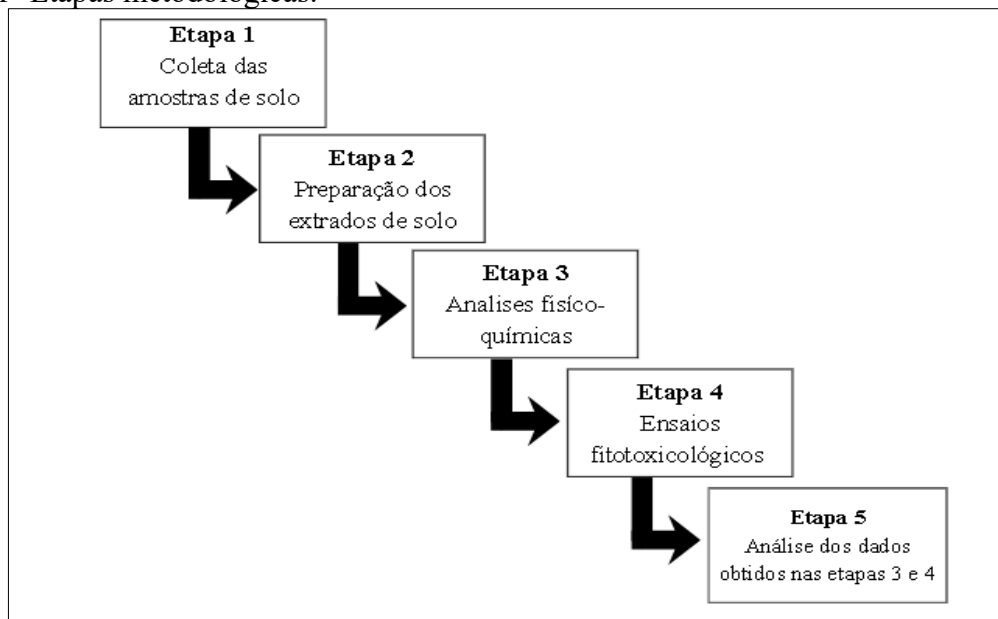 Etapas metodológicas.
Etapa 1
Coleta das
amostras de solo
Etapa 2
Preparação dos
extrados de solo
Etapa 3
Analises fisíco-
químicas
Etapa 4
Ensaios
fitotoxicológicos
Etapa 5
Análise dos dados
obtidos nas etapas 3 e 4